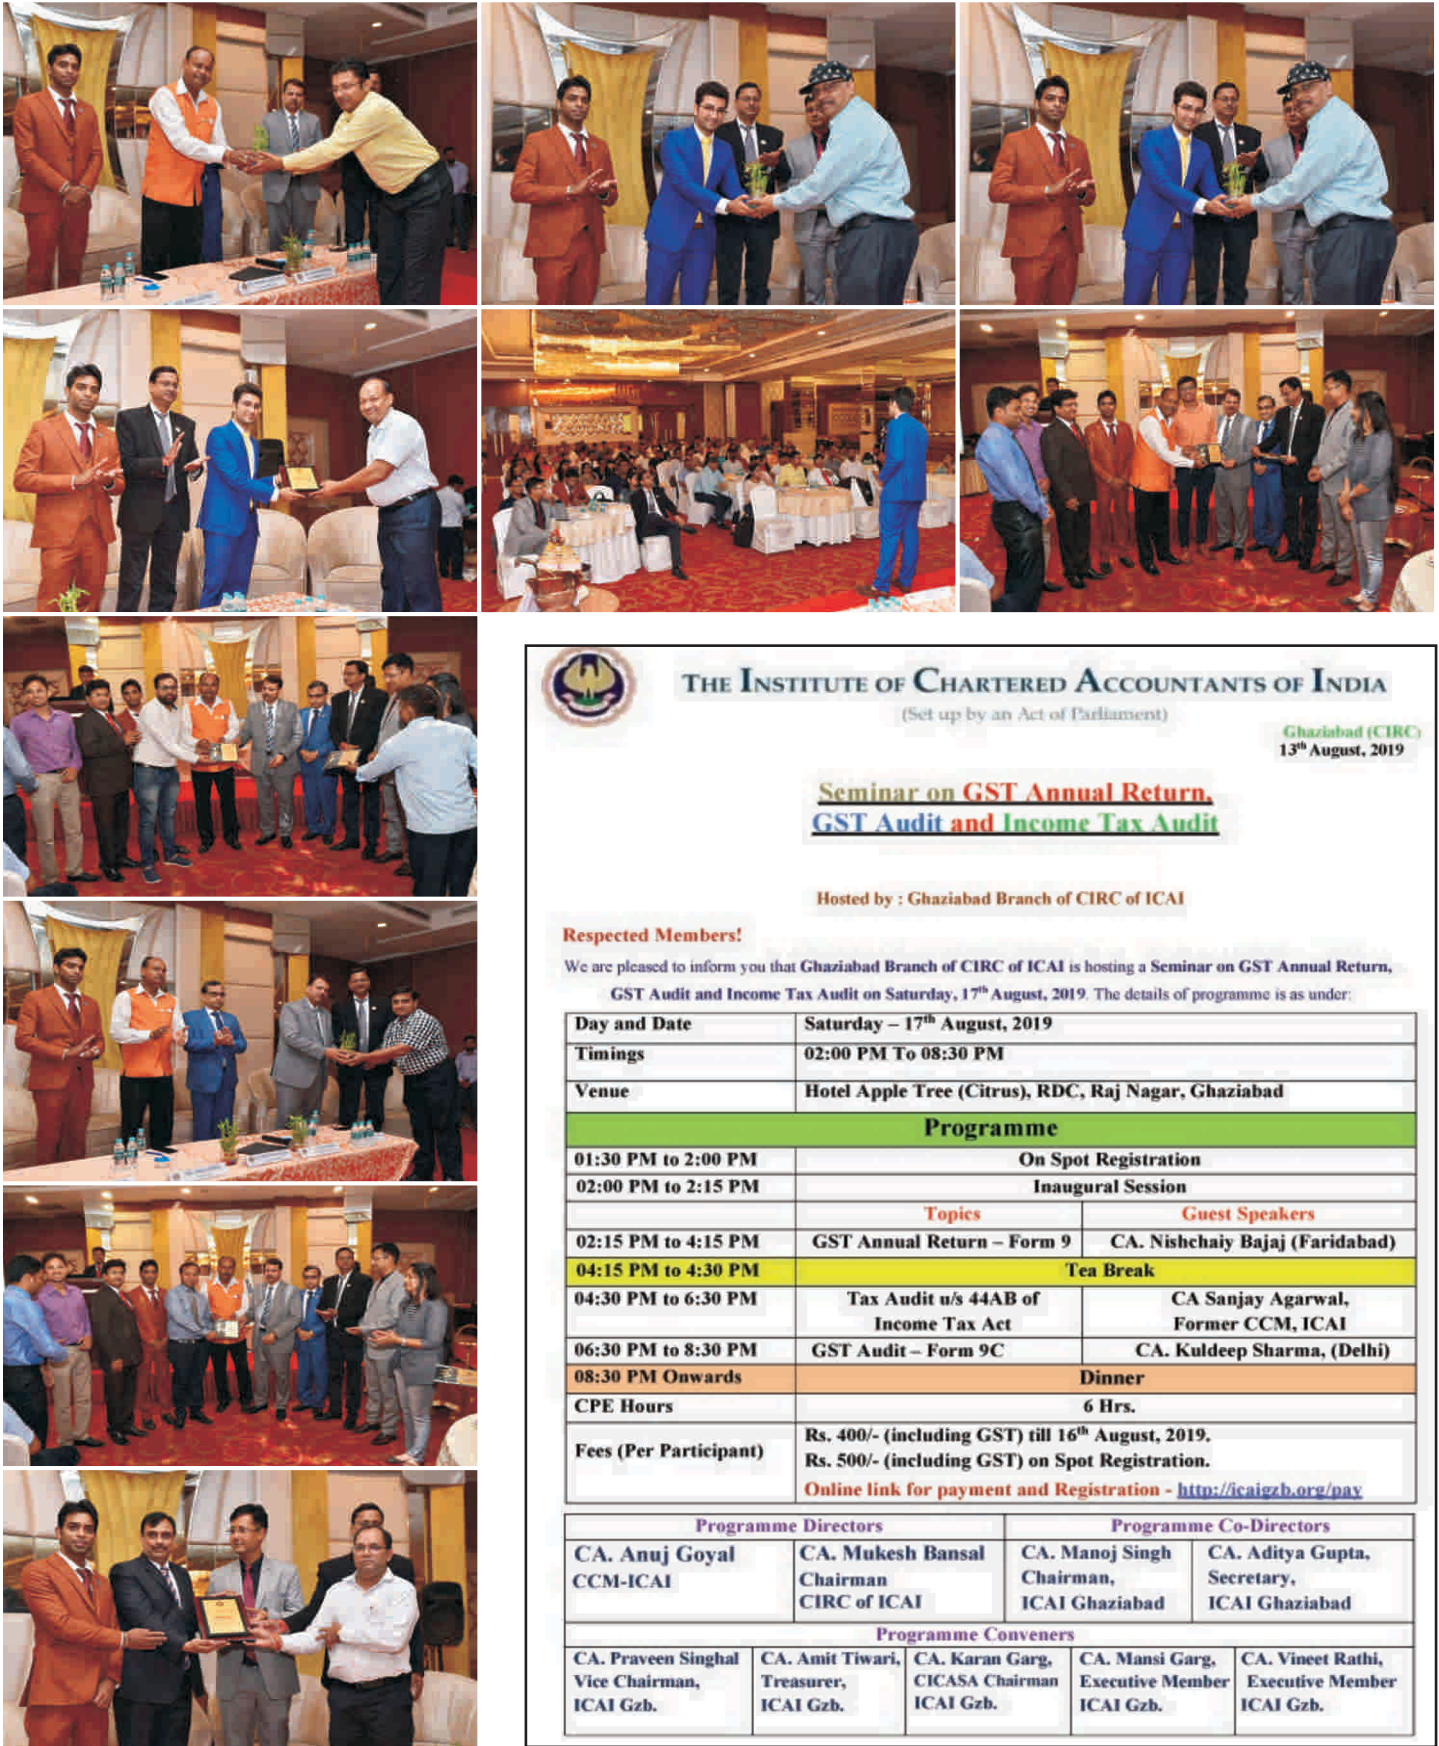 THE INSTITUTE OF CHARTERED ACCOUNTANTS OF INDIA
(Set up by an Act of Parliament)
Ghaziabad (CIRC)
13th August, 2019
Seminar on GST Annual Return,
GST Audit and Income Tax Audit
Hosted by : Ghaziabad Branch of CIRC of ICAI
Respected Members!
We are pleased to inform you that Ghaziabad Branch of CIRC of ICAI is hosting a Seminar on GST Annual Return,
GST Audit and Income Tax Audit on Saturday, 17th August, 2019. The details of programme is as under:
Day and Date Saturday – 17th August, 2019
Timings 02:00 PM To 08:30 PM
Venue Hotel Apple Tree (Citrus), RDC, Raj Nagar, Ghaziabad
Programme
01:30 PM to 2:00 PM On Spot Registration
02:00 PM to 2:15 PM Inaugural Session
Topics Guest Speakers
02:15 PM to 4:15 PM GST Annual Return – Form 9 CA. Nishchaiy Bajaj (Faridabad)
04:15 PM to 4:30 PM Tea Break
04:30 PM to 6:30 PM Tax Audit u/s 44AB of CA Sanjay Agarwal,
Income Tax Act Former CCM, ICAI
06:30 PM to 8:30 PM GST Audit – Form 9C CA. Kuldeep Sharma, (Delhi)
08:30 PM Onwards Dinner
CPE Hours 6 Hrs.
Fees (Per Participant) Rs. 400/- (including GST) till 16th August, 2019.
Rs. 500/- (including GST) on Spot Registration.
Online link for payment and Registration - http://icaigzb.org/pay
Programme Directors Programme Co-Directors
CA. Anuj Goyal CA. Mukesh Bansal CA. Manoj Singh CA. Aditya Gupta,
CCM-ICAI Chairman Chairman, Secretary,
CIRC of ICAI ICAI Ghaziabad ICAI Ghaziabad
Programme Conveners
CA. Praveen Singhal CA. Amit Tiwari, CA. Karan Garg, CA. Mansi Garg, CA. Vineet Rathi,
Vice Chairman, Treasurer, CICASA Chairman Executive Member Executive Member
ICAI Gzb. ICAI Gzb. ICAI Gzb. ICAI Gzb. ICAI Gzb.